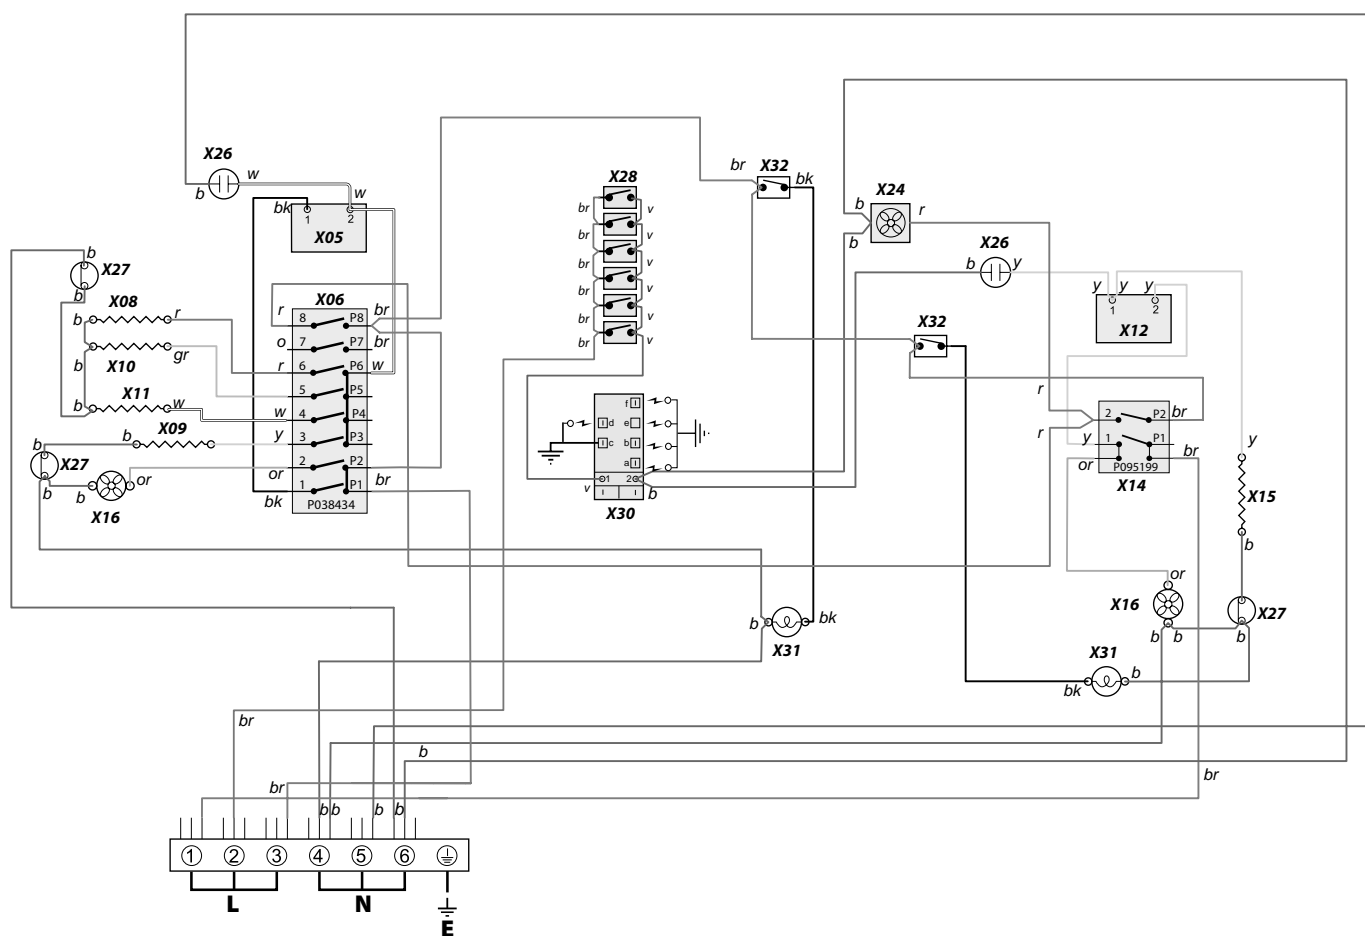 X26
b
w
w
bk
1
2
X05
b
X27
b
X08
b
r
X10
gr
b
X11
w
b
X09
b
X27
b
b
or
X16
X06
r
8
P8
br
o
7
P7
br
r
6
P6
w
5
P5
w
4
P4
y
3
P3
or
2
P2
br
bk
1
P1
P038434
X28
br
v
br
v
br
v
br
v
br
v
br
v
f
d
e
c
b
a
v
1
2
b
X30
br
X32
bk
X24
b
r
b
X26
b
y
y
y
y
1
2
X12
X32
r
r
2
P2
br
y
1
P1
br
or
P095199
X14
y
X15
b
or
X16
X27
b
b
b
b
bk
X31
X31
b
bk
br
b
br
br
b
b
b
b
1
2
3
4
5
6
L
N
E